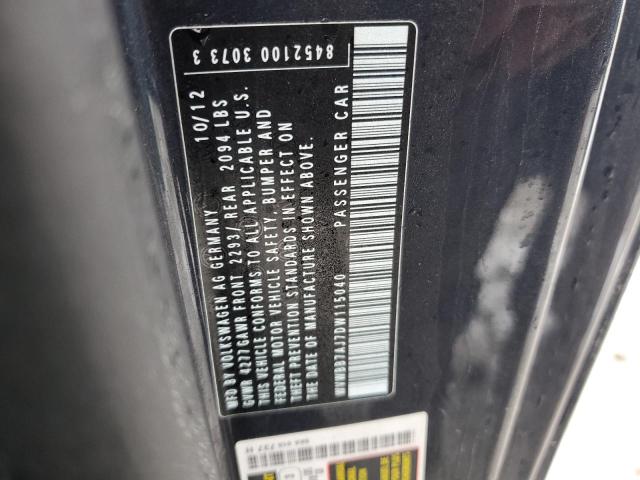 8452100 3073 3
MFD BY VOLKSWAGEN AG GERMANY 10/12
GVWR 4277GAWR FRONT 2293/ REAR 2094 LBS
THIS VEHICLE CONFORMS TO ALL APPLICABLE U.S.
FEDERAL MOTOR VEHICLE SAFETY, BUMPER AND
THEFT PREVENTION STANDARDS IN EFFECT ON
THE DATE OF MANUFACTURE SHOWN ABOVE.
WVWBB7AJ7DW115040 PASSENGER CAR